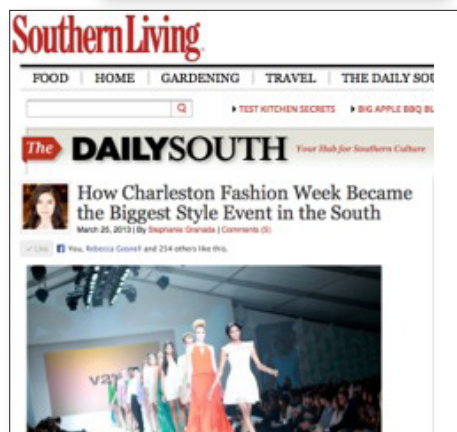 Southern Living
FOOD HOME GARDENING TRAVEL THE DAILY SOU
TEST KITCHEN SECRETS BIG APPLE BBQ BL
The DAILYSOUTH Your Hub for Southern Culture
How Charleston Fashion Week Became
the Biggest Style Event in the South
March 25, 2013 | By Stephanie Granada | Comments (5)
Like You, Rebecca Gosnell and 254 others like this.